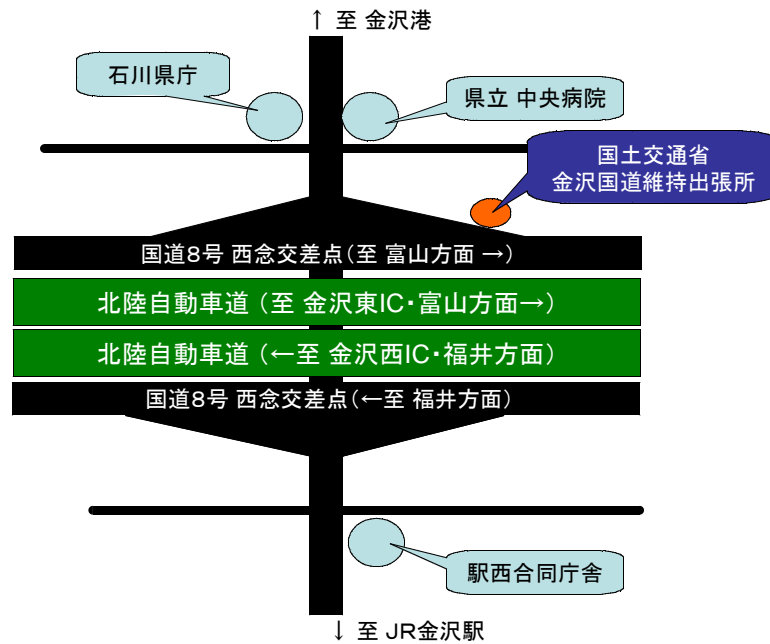 ↑ 至 金沢港
石川県庁
県立 中央病院
国土交通省
金沢国道維持出張所
国道8号 西念交差点(至 富山方面 →)
北陸自動車道 (至 金沢東IC・富山方面→)
北陸自動車道 (←至 金沢西IC・福井方面)
国道8号 西念交差点(←至 福井方面)
駅西合同庁舎
↓ 至 JR金沢駅